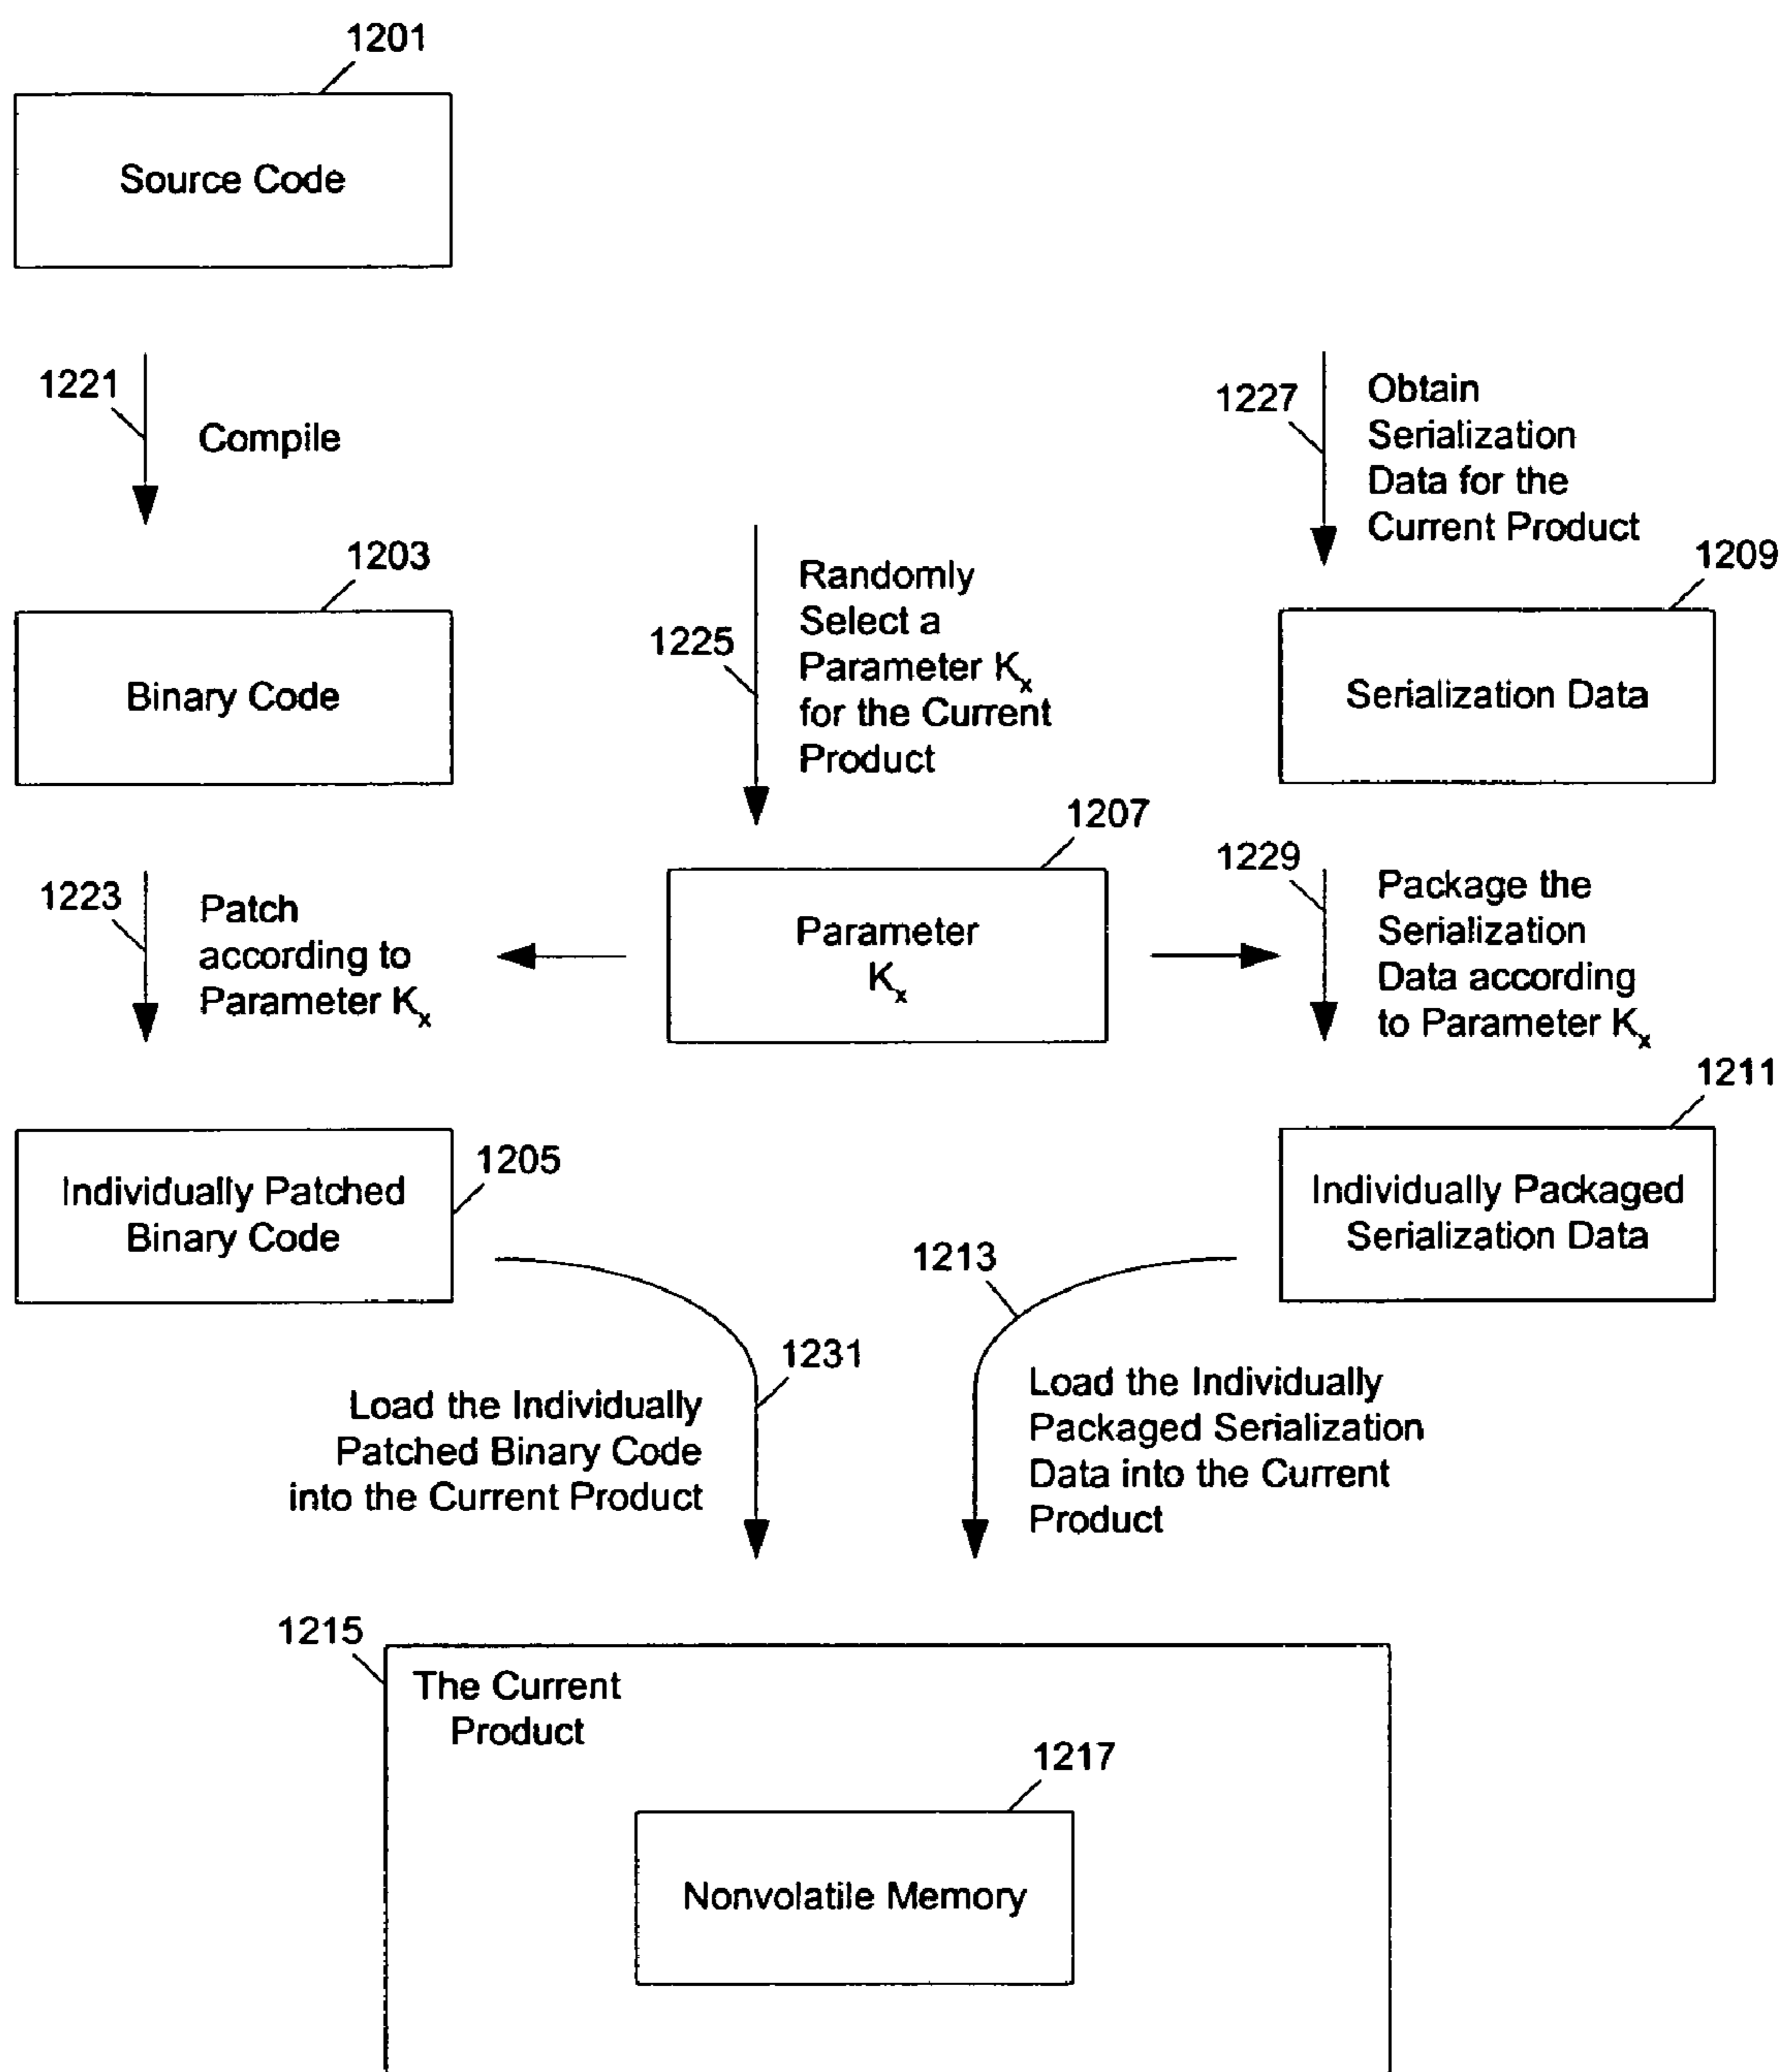 1201
Source Code
1221
Compile
1227
Obtain
Serialization
Data for the
Current Product
1203
Binary Code
1225
Randomly
Select a
Parameter Kx
for the Current
Product
1209
Serialization Data
1223
Patch
according to
Parameter Kx
1207
Parameter
Kx
1229
Package the
Serialization
Data according
to Parameter Kx
1205
Individually Patched
Binary Code
1211
Individually Packaged
Serialization Data
1231
Load the Individually
Patched Binary Code
into the Current Product
1213
Load the Individually
Packaged Serialization
Data into the Current
Product
1215
The Current
Product
1217
Nonvolatile Memory